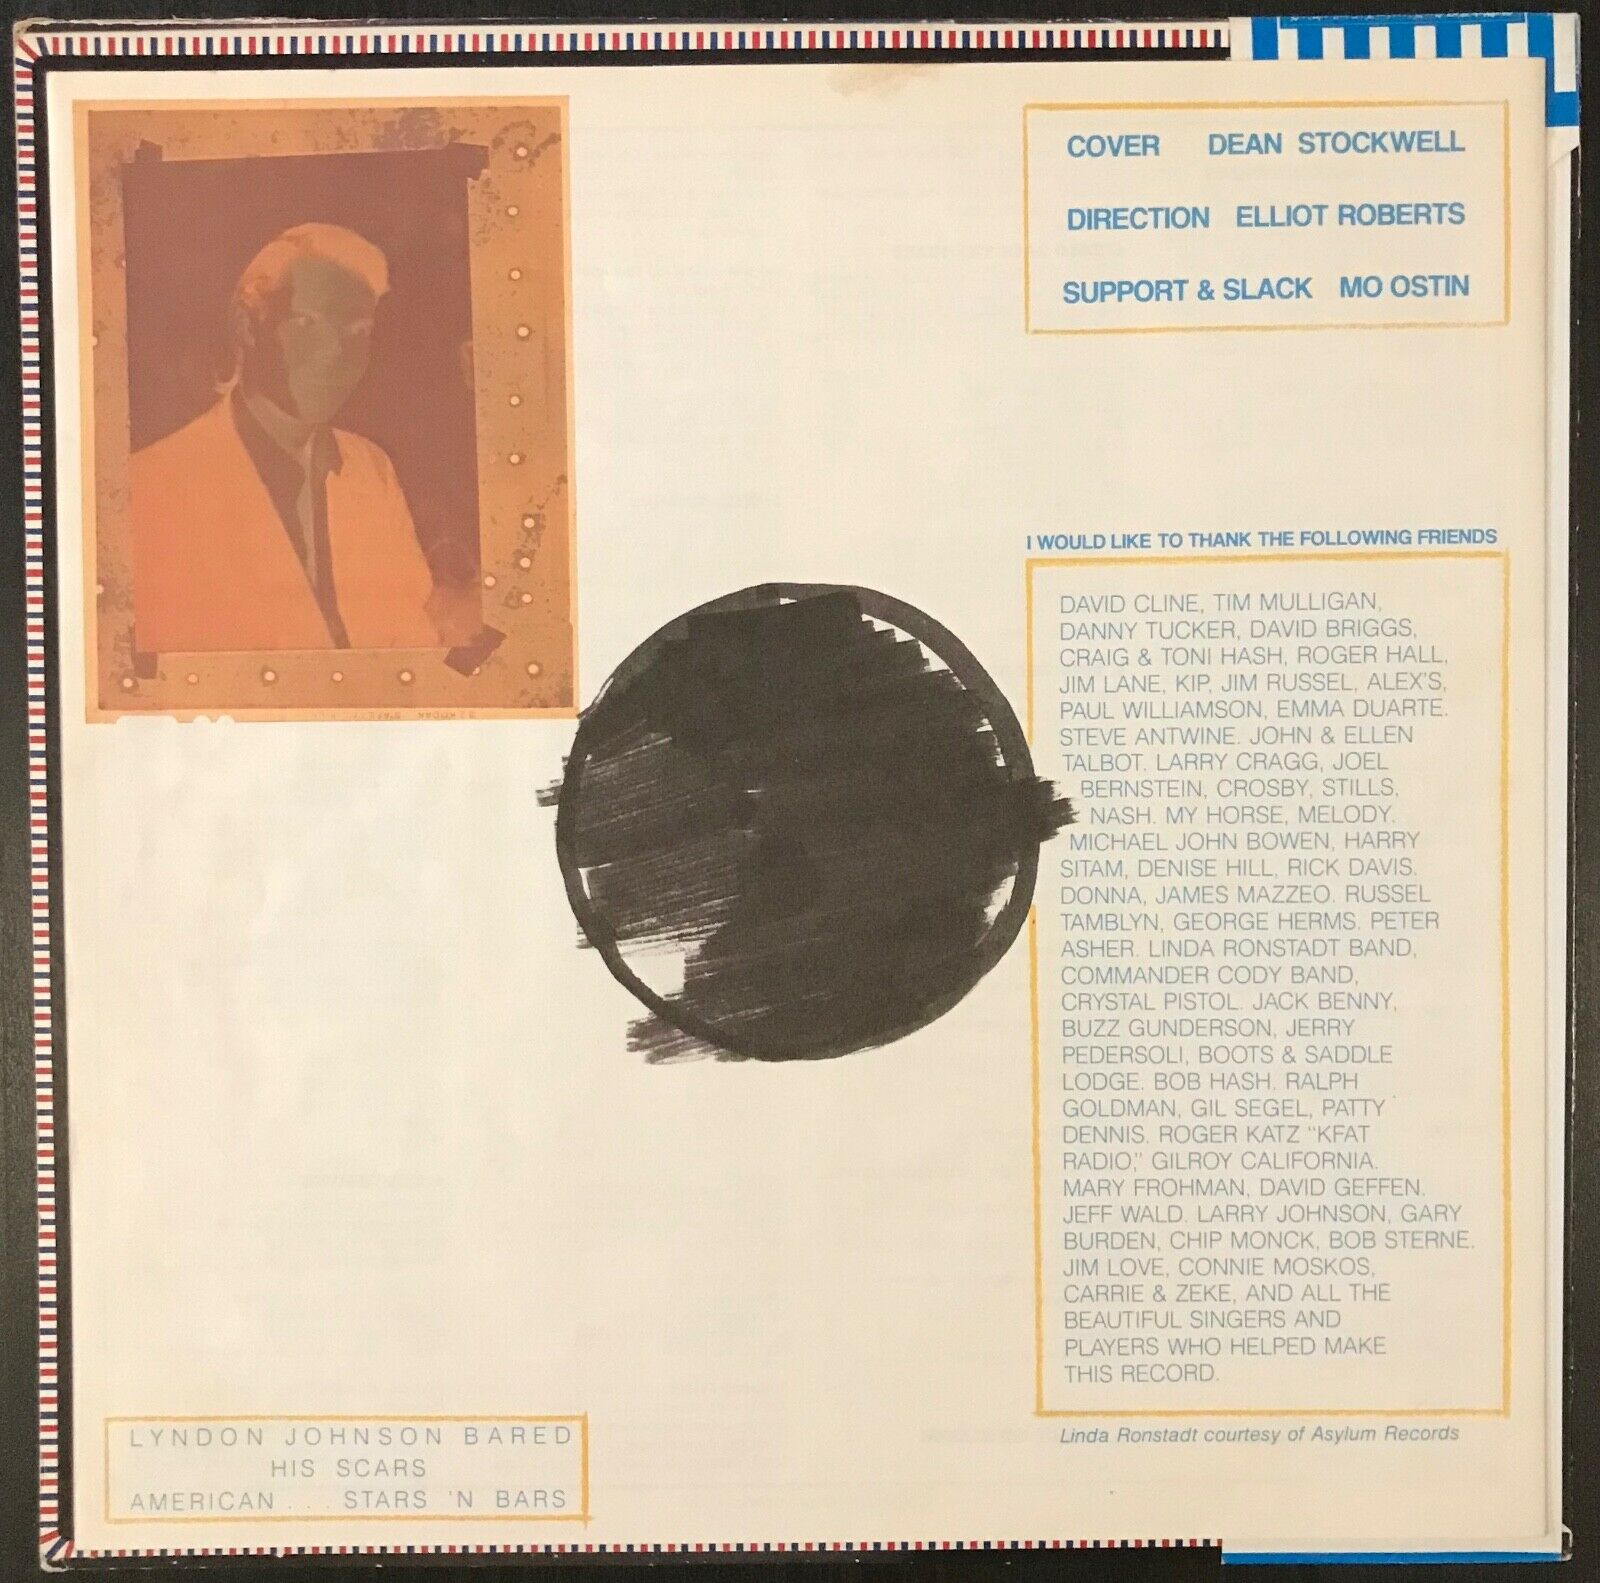 COVER DEAN STOCKWELL
DIRECTION ELLIOT ROBERTS
SUPPORT & SLACK MO OSTIN
I WOULD LIKE TO THANK THE FOLLOWING FRIENDS
DAVID CLINE, TIM MULLIGAN,
DANNY TUCKER, DAVID BRIGGS,
CRAIG & TONI HASH, ROGER HALL,
JIM LANE, KIP, JIM RUSSEL, ALEX'S,
PAUL WILLIAMSON, EMMA DUARTE.
STEVE ANTWINE. JOHN & ELLEN
TALBOT. LARRY CRAGG, JOEL
BERNSTEIN, CROSBY, STILLS,
NASH. MY HORSE, MELODY.
MICHAEL JOHN BOWEN, HARRY
SITAM, DENISE HILL, RICK DAVIS.
DONNA, JAMES MAZZEO. RUSSEL
TAMBLYN, GEORGE HERMS. PETER
ASHER. LINDA RONSTADT BAND,
COMMANDER CODY BAND,
CRYSTAL PISTOL. JACK BENNY,
BUZZ GUNDERSON, JERRY
PEDERSOLI, BOOTS & SADDLE
LODGE. BOB HASH. RALPH
GOLDMAN, GIL SEGEL, PATTY
DENNIS. ROGER KATZ "KFAT
RADIO," GILROY CALIFORNIA.
MARY FROHMAN, DAVID GEFFEN.
JEFF WALD. LARRY JOHNSON, GARY
BURDEN, CHIP MONCK, BOB STERNE.
JIM LOVE, CONNIE MOSKOS,
CARRIE & ZEKE, AND ALL THE
BEAUTIFUL SINGERS AND
PLAYERS WHO HELPED MAKE
THIS RECORD.
Linda Ronstadt courtesy of Asylum Records
LYNDON JOHNSON BARED
HIS SCARS
AMERICAN . . . STARS 'N BARS